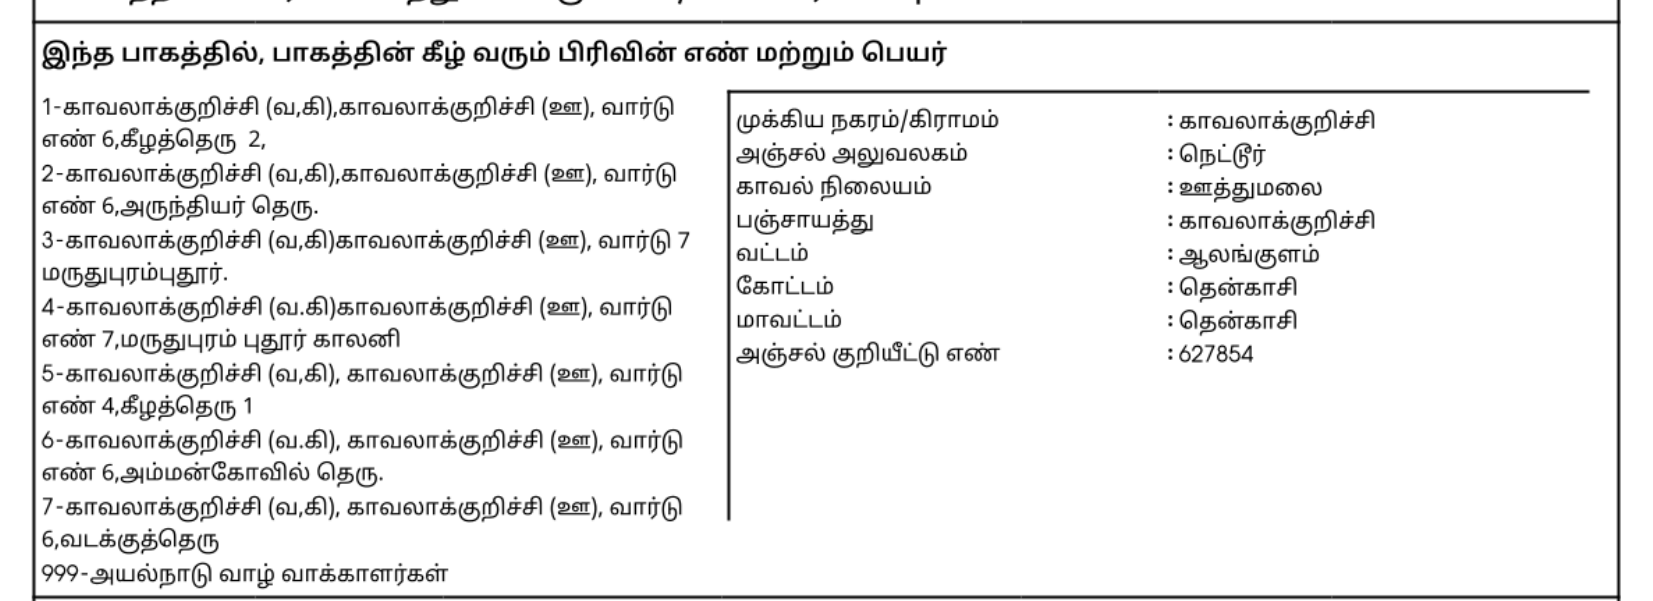 இந்த பாகத்தில், பாகத்தின் கீழ் வரும் பிரிவின் எண் மற்றும் பெயர்
1-காவலாக்குறிச்சி (வ,கி),காவலாக்குறிச்சி (ஊ), வார்டு
எண் 6,கீழத்தெரு 2,
2-காவலாக்குறிச்சி (வ,கி),காவலாக்குறிச்சி (ஊ), வார்டு
எண் 6,அருந்தியர் தெரு.
3-காவலாக்குறிச்சி (வ,கி)காவலாக்குறிச்சி (ஊ), வார்டு 7
மருதுபுரம்புதூர்.
4-காவலாக்குறிச்சி (வ.கி)காவலாக்குறிச்சி (ஊ), வார்டு
எண் 7,மருதுபுரம் புதூர் காலனி
5-காவலாக்குறிச்சி (வ,கி), காவலாக்குறிச்சி (ஊ), வார்டு
எண் 4,கீழத்தெரு 1
6-காவலாக்குறிச்சி (வ.கி), காவலாக்குறிச்சி (ஊ), வார்டு
எண் 6,அம்மன்கோவில் தெரு.
7-காவலாக்குறிச்சி (வ,கி), காவலாக்குறிச்சி (ஊ), வார்டு
6,வடக்குத்தெரு
999-அயல்நாடு வாழ் வாக்காளர்கள்
முக்கிய நகரம்/கிராமம் : காவலாக்குறிச்சி
அஞ்சல் அலுவலகம் : நெட்டூர்
காவல் நிலையம் : ஊத்துமலை
பஞ்சாயத்து : காவலாக்குறிச்சி
வட்டம் : ஆலங்குளம்
கோட்டம் : தென்காசி
மாவட்டம் : தென்காசி
அஞ்சல் குறியீட்டு எண் : 627854